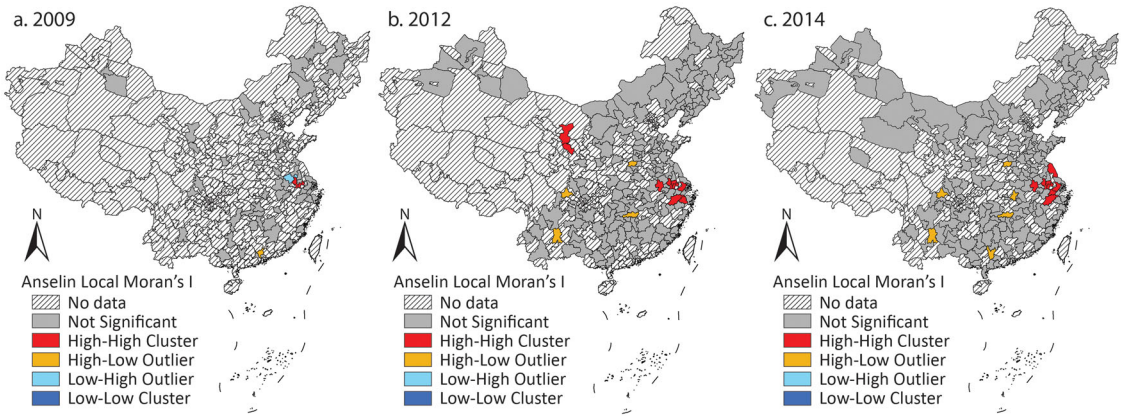 a. 2009
N
Anselin Local Moran's I
No data
Not Significant
High-High Cluster
High-Low Outlier
Low-High Outlier
Low-Low Cluster
b. 2012
N
Anselin Local Moran's I
No data
Not Significant
High-High Cluster
High-Low Outlier
Low-High Outlier
Low-Low Cluster
c. 2014
N
Anselin Local Moran's I
No data
Not Significant
High-High Cluster
High-Low Outlier
Low-High Outlier
Low-Low Cluster